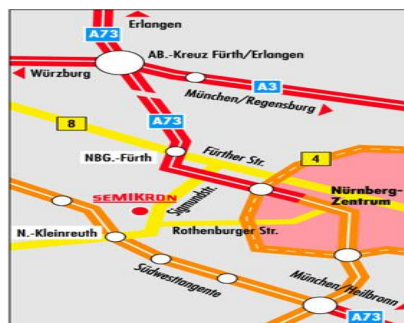 Erlangen
A73
AB.-Kreuz Fürth/Erlangen
Würzburg
A3
München/Regensburg
A73
8
NBG.-Fürth
Fürther Str.
4
Nürnberg-
Zentrum
SEMIKRON
Sigmundstr.
Rothenburger Str.
N.-Kleinreuth
Südwesttangente
München/Heilbronn
A73